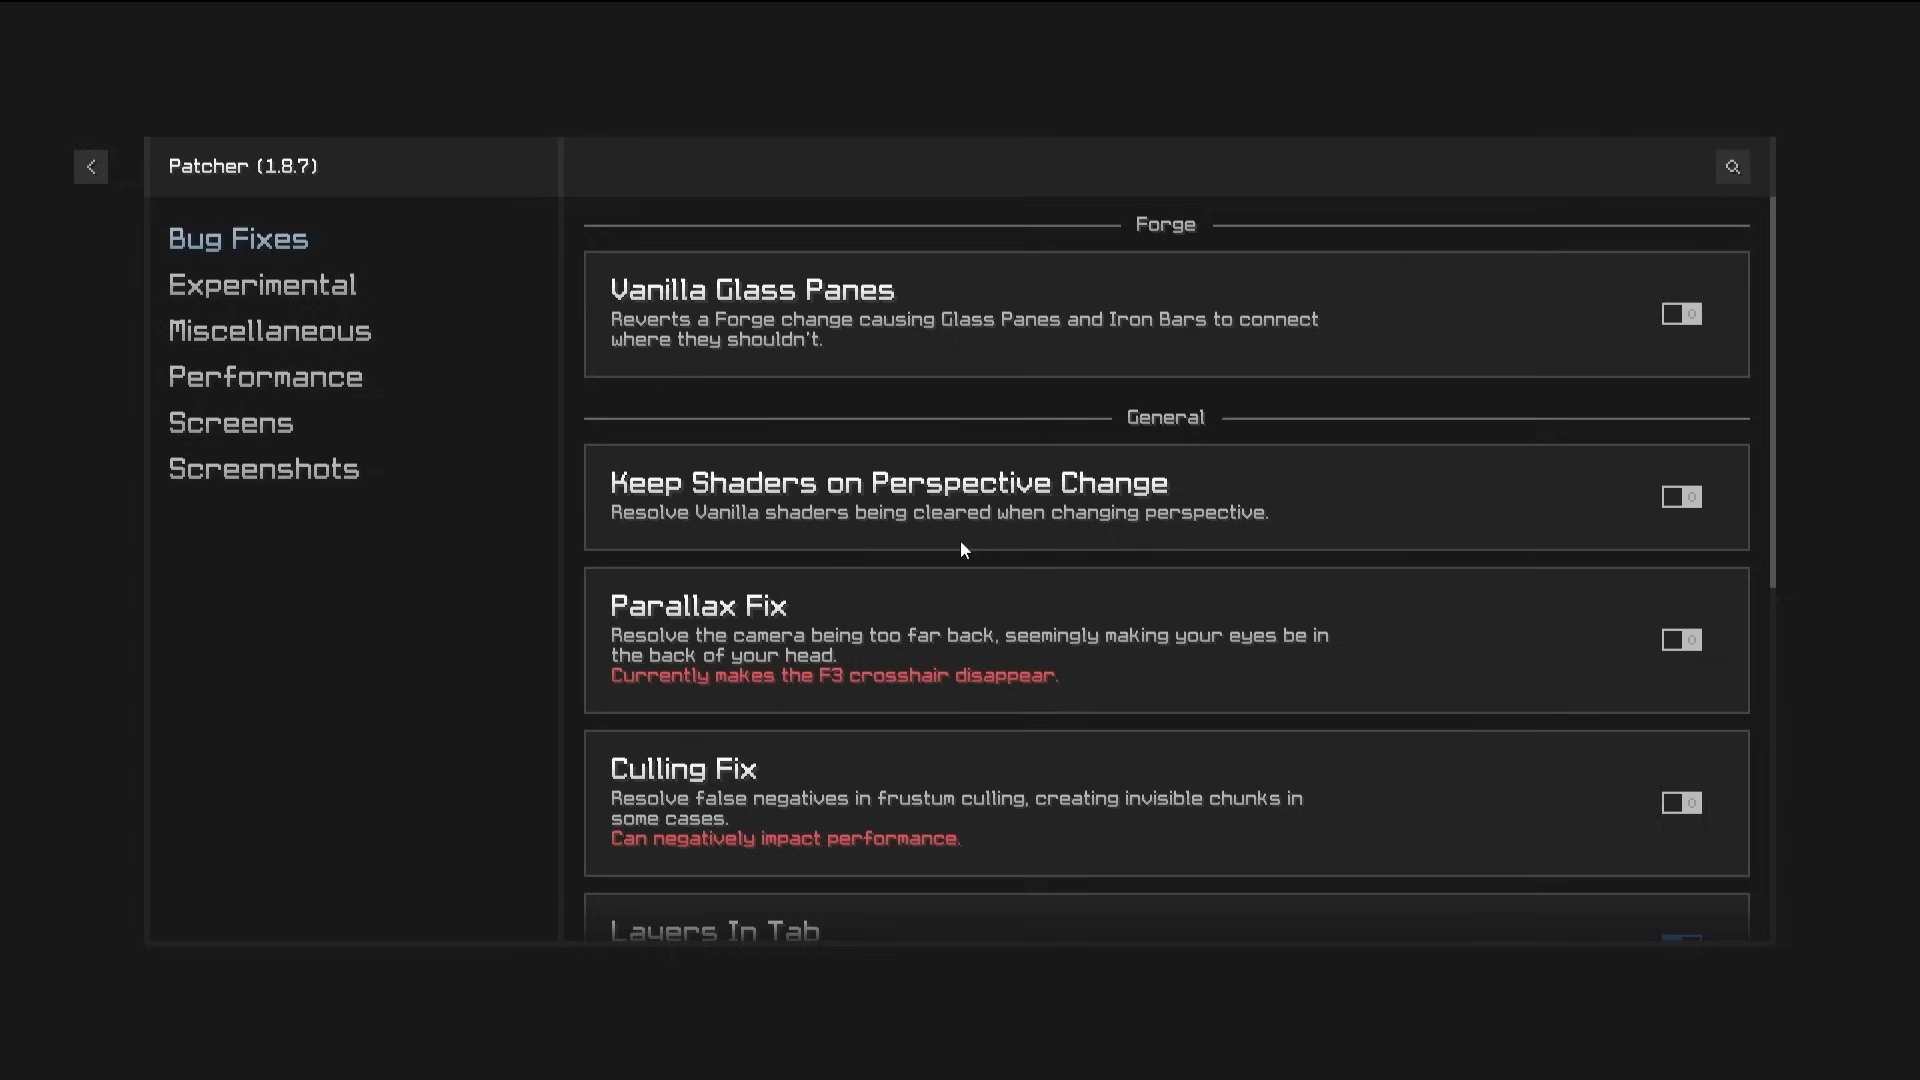 Patcher (1.8.7)
Bug Fixes
Experimental
Miscellaneous
Performance
Screens
Screenshots
Forge
Vanilla Glass Panes
Reverts a Forge change causing Glass Panes and Iron Bars to connect
where they shouldn't.
General
Keep Shaders on Perspective Change
Resolve Vanilla shaders being cleared when changing perspective.
Parallax Fix
Resolve the camera being too far back, seemingly making your eyes be in
the back of your head.
Currently makes the F3 crosshair disappear.
Culling Fix
Resolve false negatives in frustum culling, creating invisible chunks in
some cases.
Can negatively impact performance.
Layers In Tab